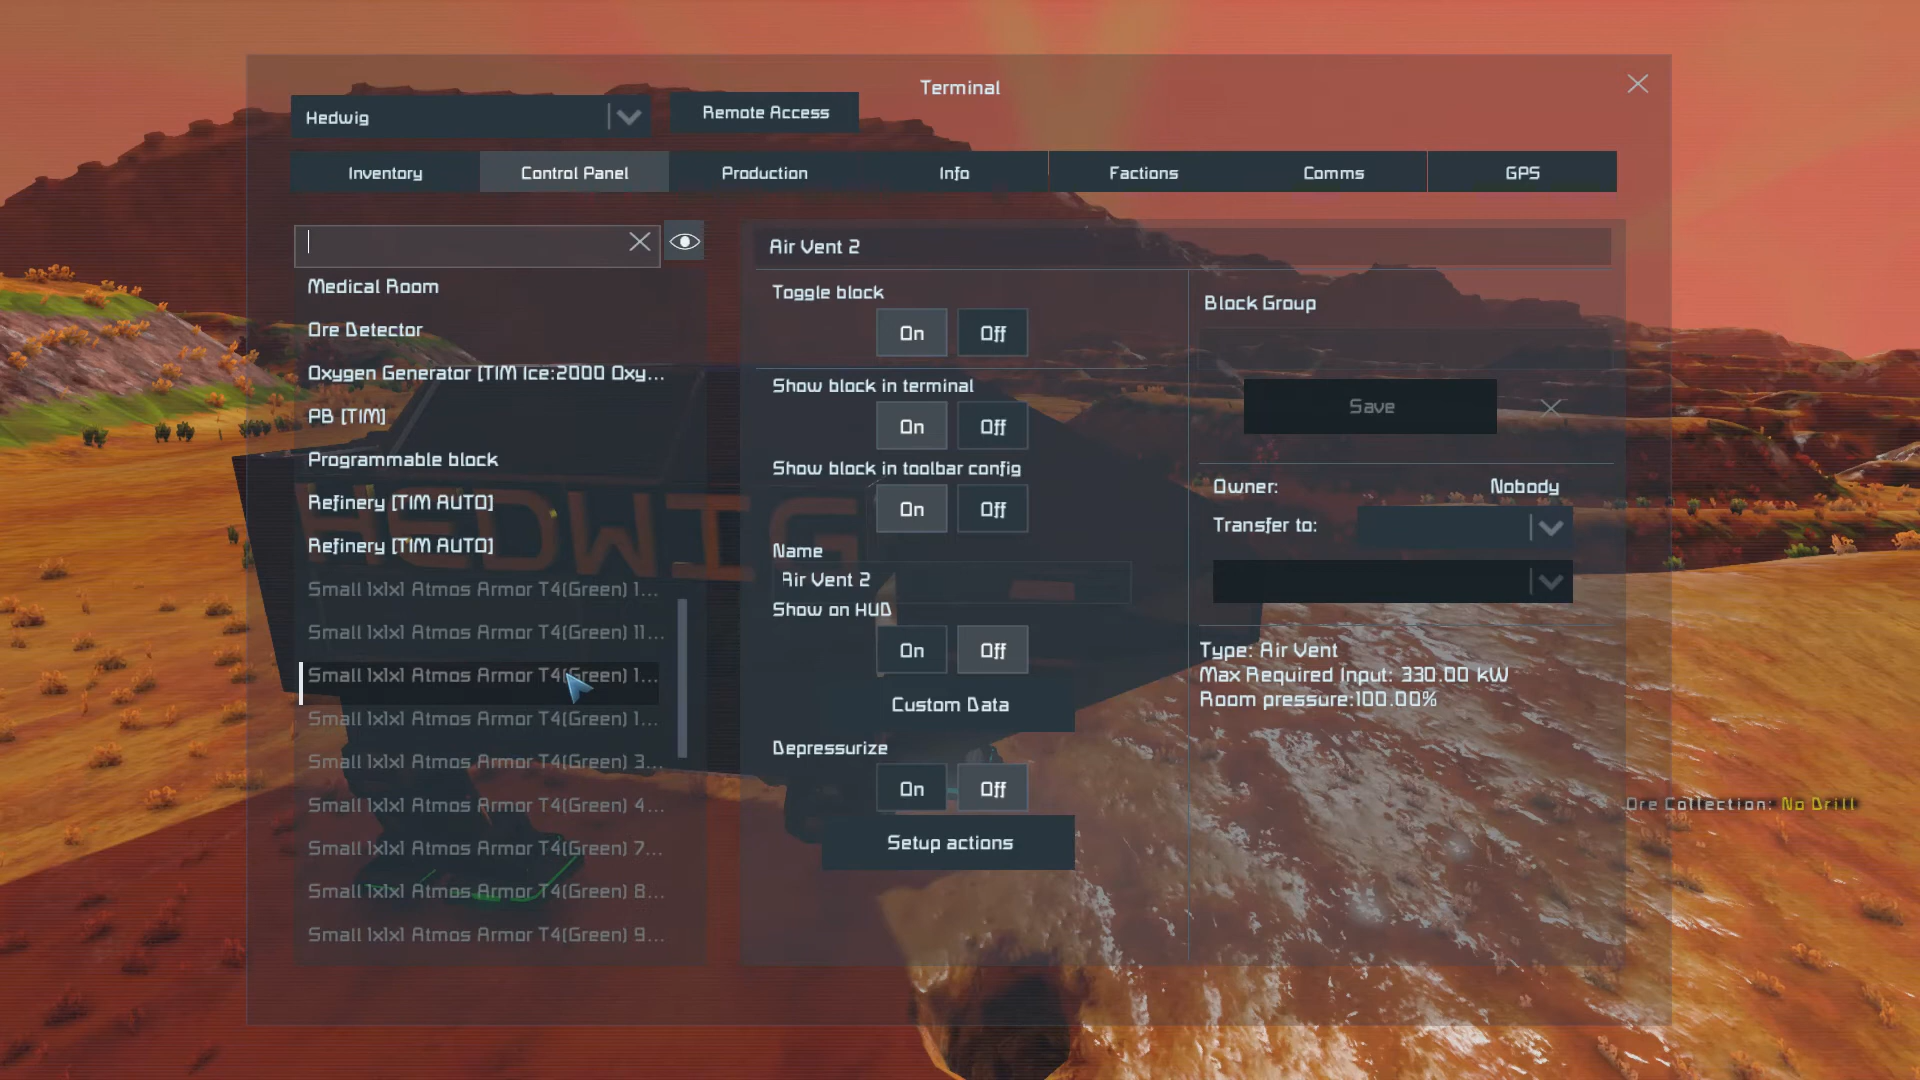 Terminal
Hedwig
Remote Access
Inventory
Control Panel
Production
Info
Factions
Comms
GPS
Medical Room
Ore Detector
Oxygen Generator [TIM Ice:2000 Oxy...
PB [TIM]
Programmable block
Refinery [TIM AUTO]
Refinery [TIM AUTO]
Small 1x1x1 Atmos Armor T4(Green) 1...
Small 1x1x1 Atmos Armor T4(Green) 11...
Small 1x1x1 Atmos Armor T4(Green) 1...
Small 1x1x1 Atmos Armor T4(Green) 1...
Small 1x1x1 Atmos Armor T4(Green) 3...
Small 1x1x1 Atmos Armor T4(Green) 4...
Small 1x1x1 Atmos Armor T4(Green) 7...
Small 1x1x1 Atmos Armor T4(Green) 8...
Small 1x1x1 Atmos Armor T4(Green) 9...
HEDWIG
Air Vent 2
Toggle block
On Off
Show block in terminal
On Off
Show block in toolbar config
On Off
Name
Air Vent 2
Show on HUD
On Off
Custom Data
Depressurize
On Off
Setup actions
Block Group
Save
Owner: Nobody
Transfer to:
Type: Air Vent
Max Required Input: 330.00 kW
Room pressure:100.00%
Ore Collection: No Drill